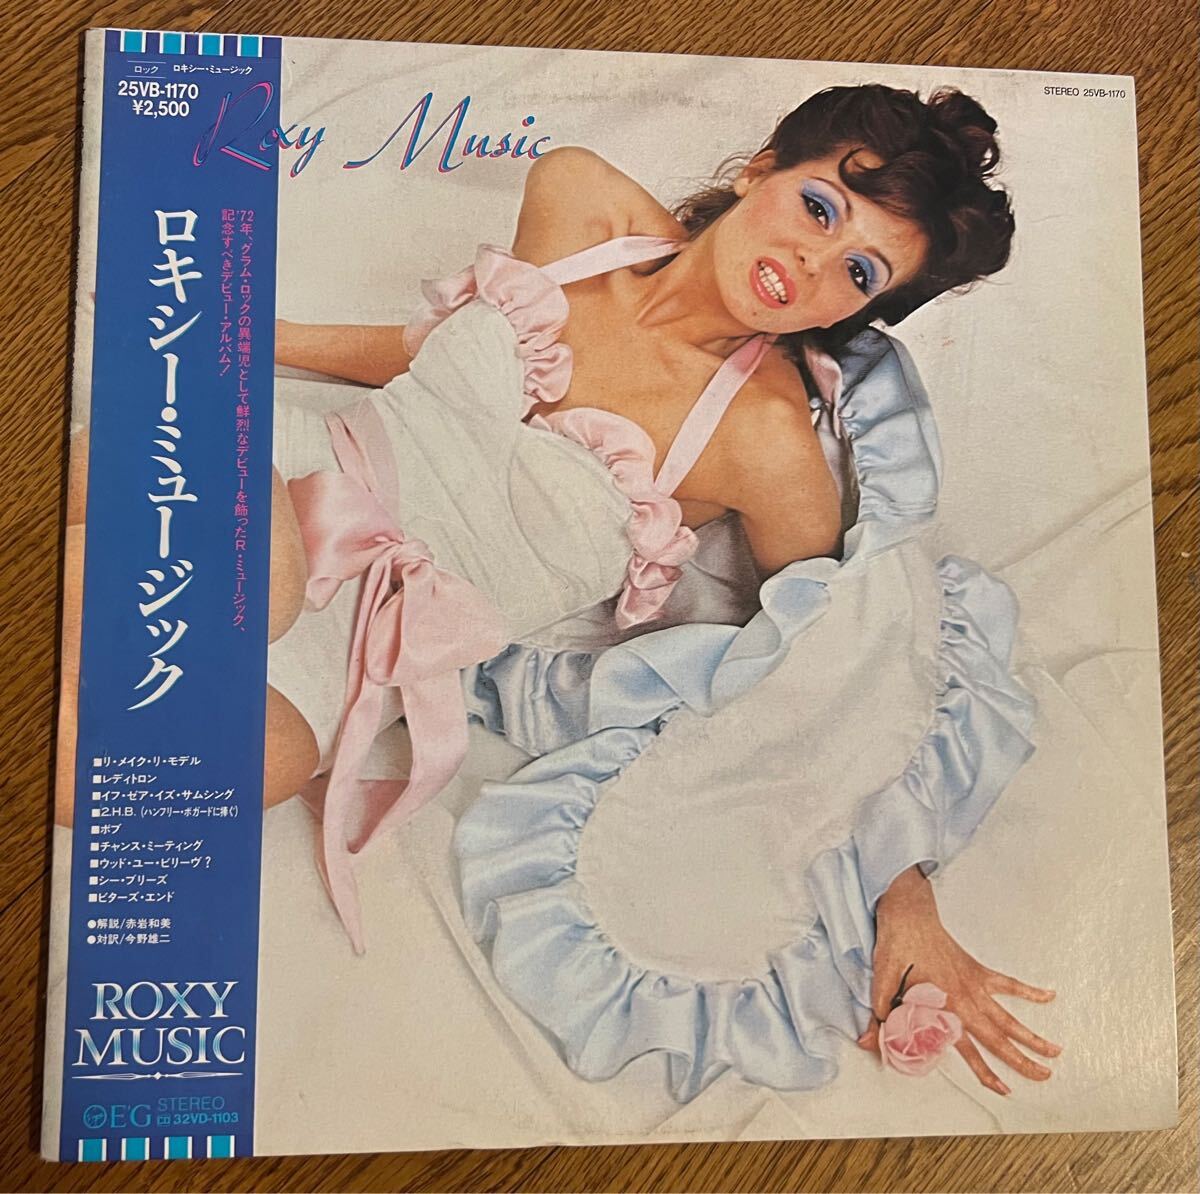 ロック ロキシー・ミュージック
25VB-1170
¥2,500
Roxy Music
STEREO 25VB-1170
ロキシー・ミュージック
'72年、グラム・ロックの異端児として鮮烈なデビューを飾ったR・ミュージック、
記念すべきデビュー・アルバム!
■リ・メイク・リ・モデル
■レディトロン
■イフ・ゼア・イズ・サムシング
■2.H.B.(ハンフリー・ボガードに捧ぐ)
■ボブ
■チャンス・ミーティング
■ウッド・ユー・ビリーヴ?
■シー・ブリーズ
■ビターズ・エンド
●解説/赤岩和美
●対訳/今野雄二
ROXY
MUSIC
E'G STEREO
CD 32VD-1103